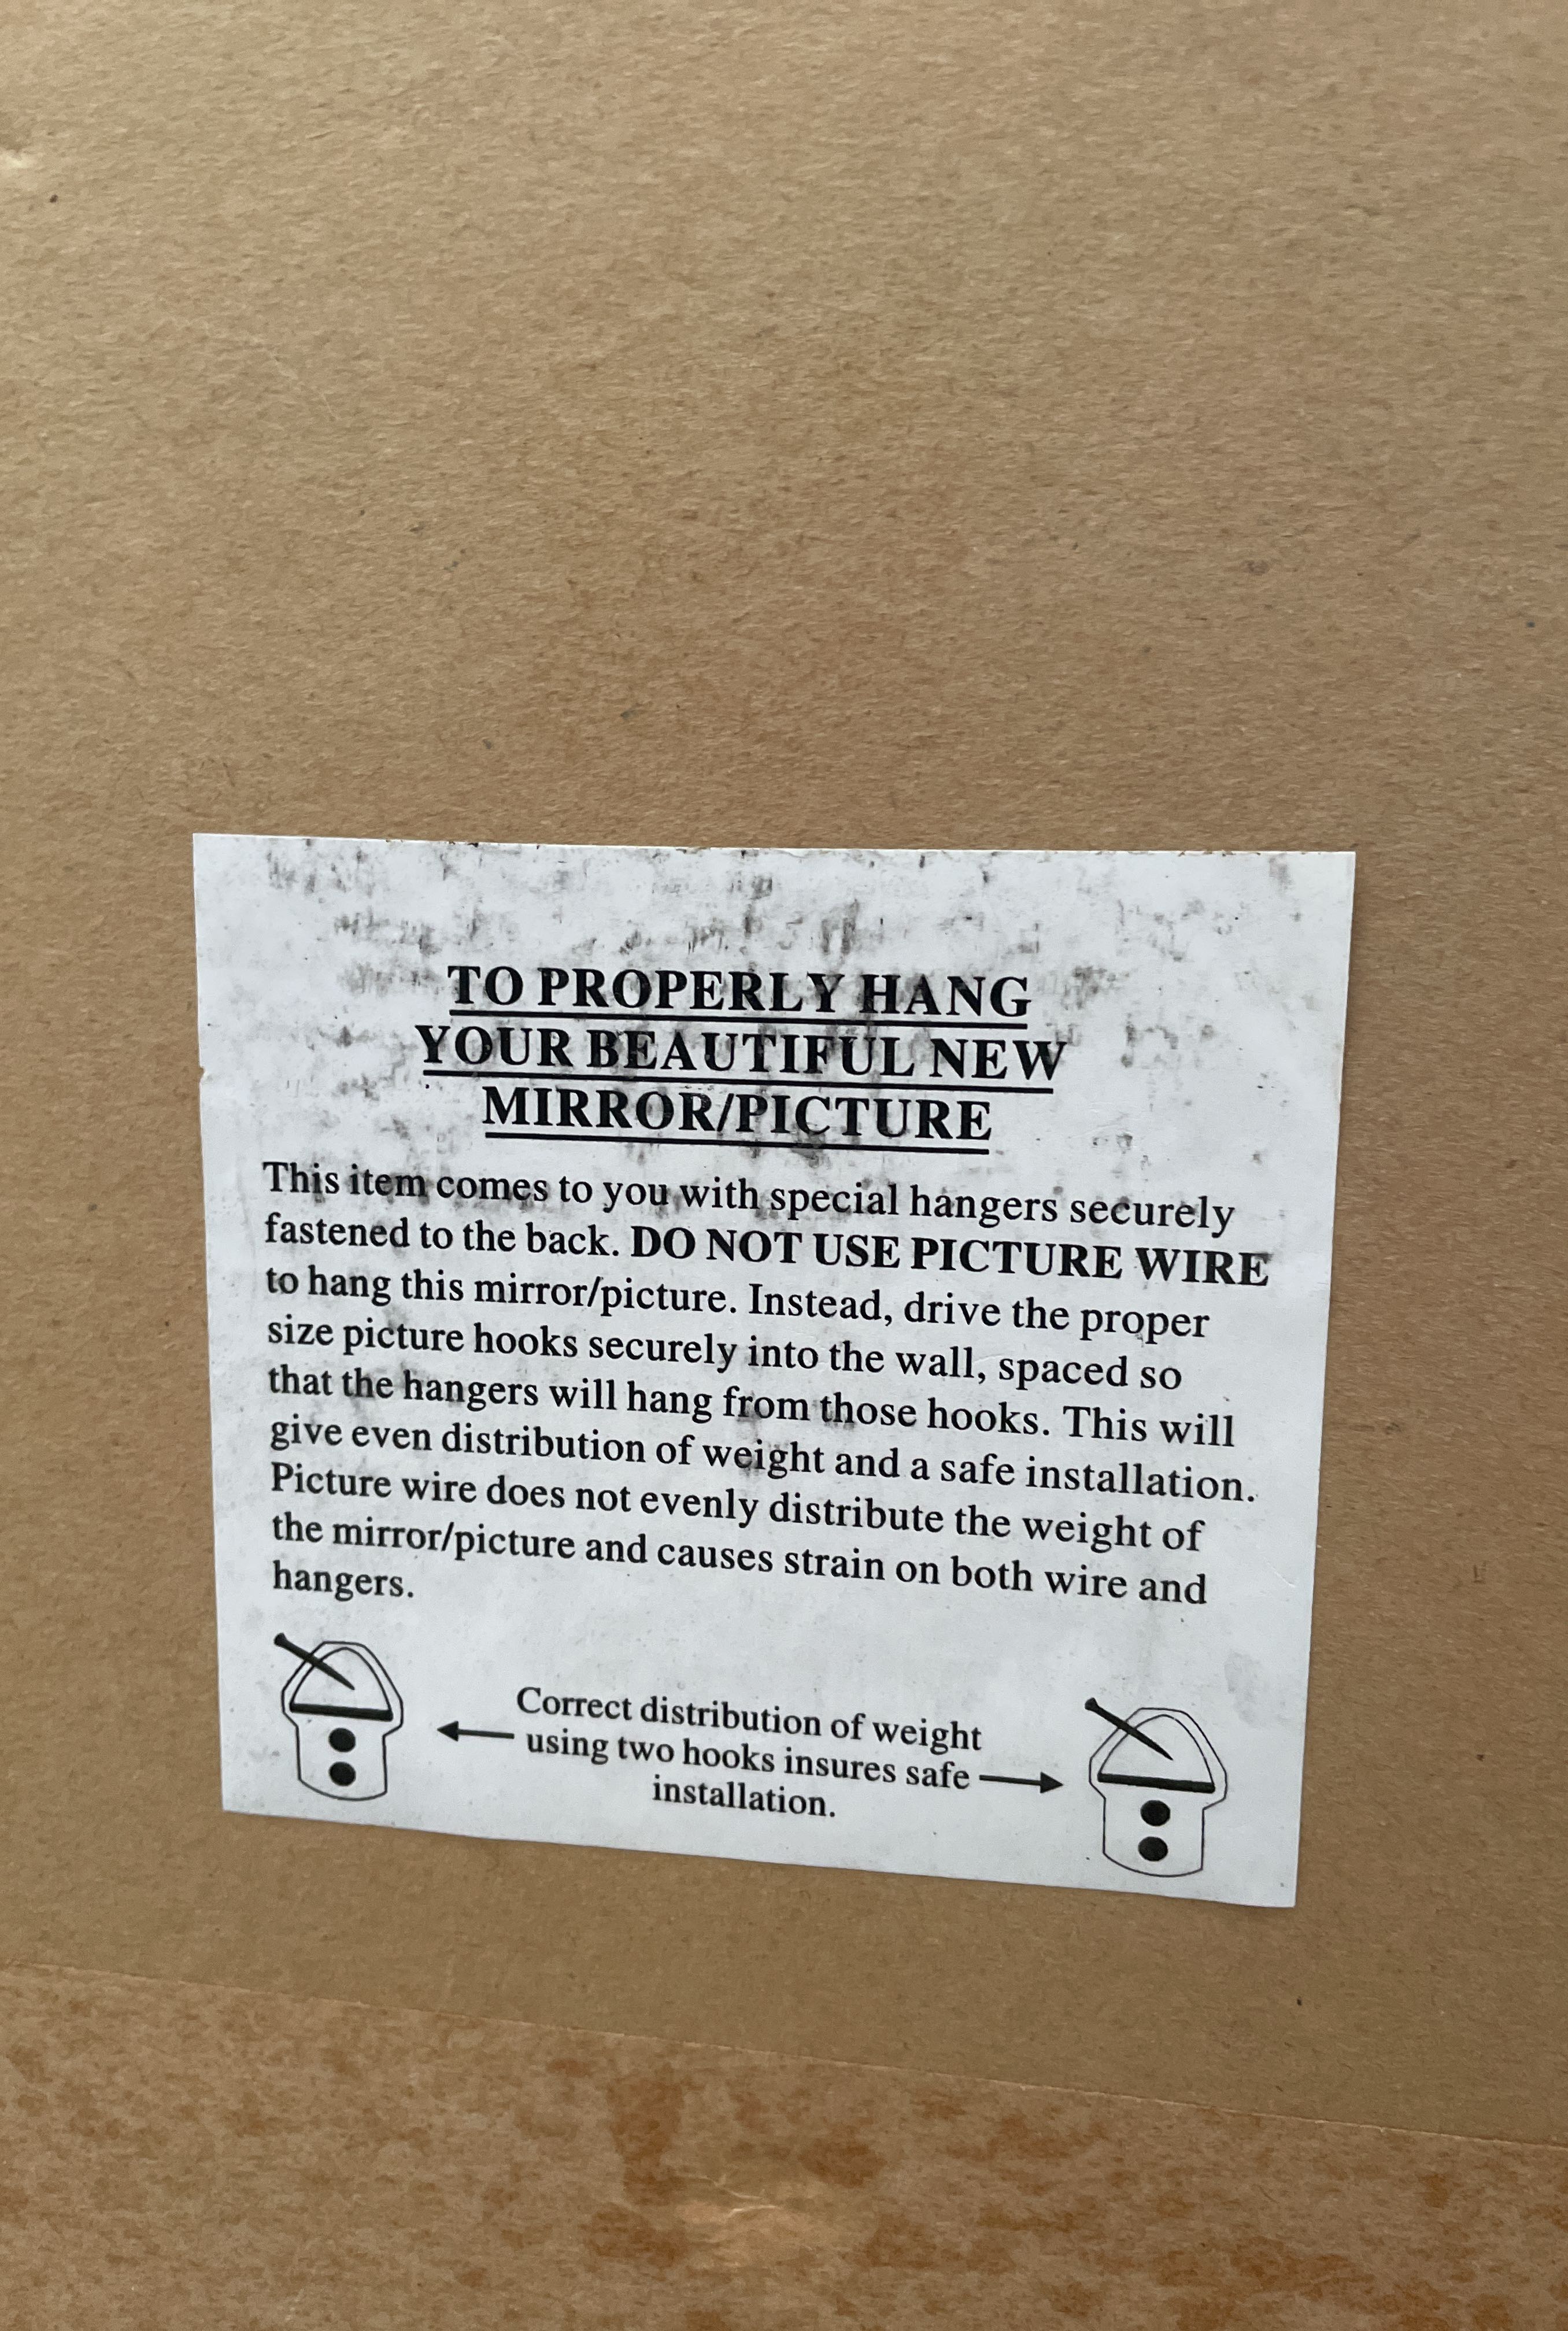 TO PROPERLY HANG
YOUR BEAUTIFUL NEW
MIRROR/PICTURE
This item comes to you with special hangers securely
fastened to the back. DO NOT USE PICTURE WIRE
to hang this mirror/picture. Instead, drive the proper
size picture hooks securely into the wall, spaced so
that the hangers will hang from those hooks. This will
give even distribution of weight and a safe installation.
Picture wire does not evenly distribute the weight of
the mirror/picture and causes strain on both wire and
hangers.
Correct distribution of weight
using two hooks insures safe
installation.